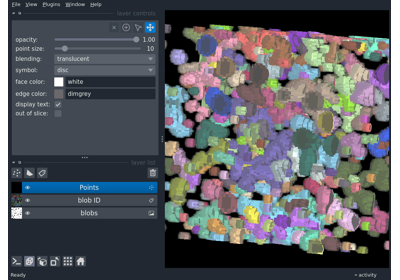 File View Plugins Window Help
layer controls
opacity: 1.00
point size: 10
blending: translucent
symbol: disc
face color: white
edge color: dimgrey
display text:
out of slice:
layer list
Points
blob ID
blobs
Ready
activity